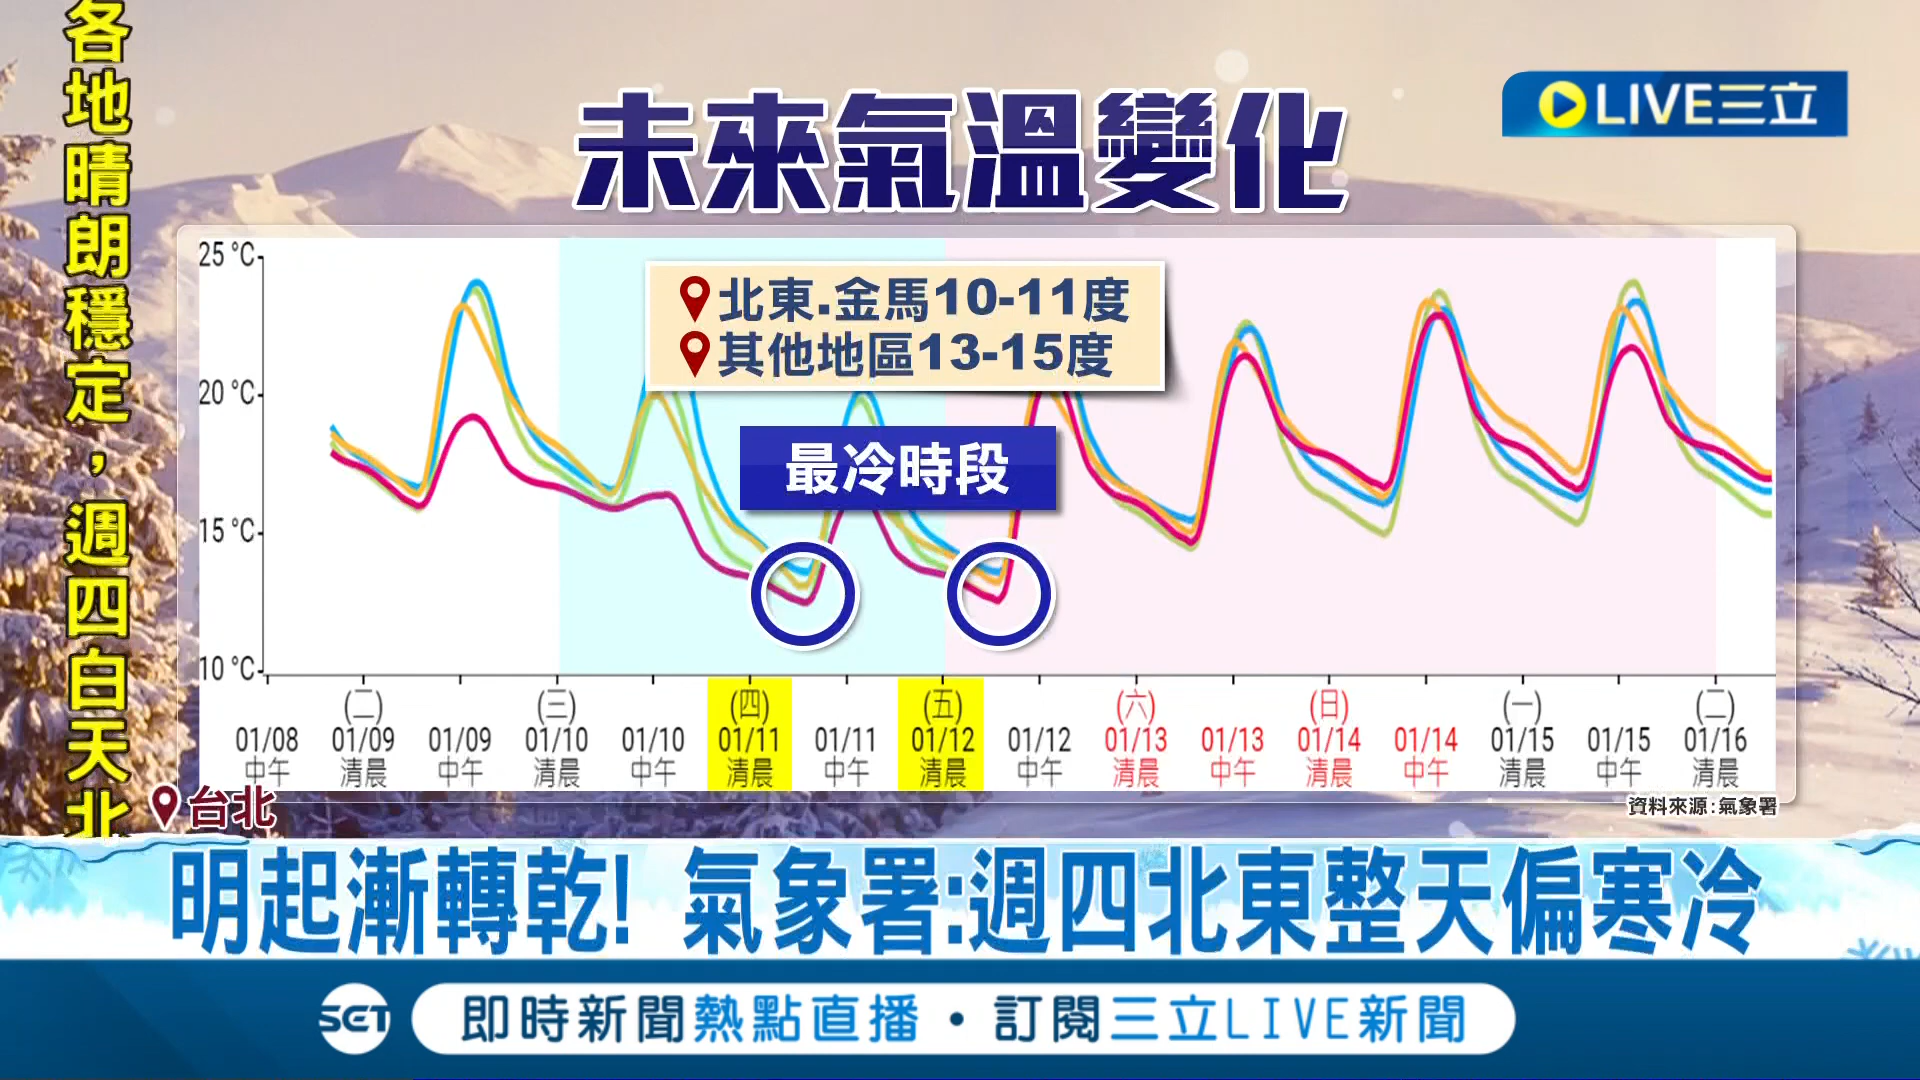 各地晴朗穩定，週四白天北
未來氣溫變化
LIVE三立
25°C
20°C
15°C
10°C
北東.金馬10-11度
其他地區13-15度
最冷時段
(二) (三) (四) (五) (六) (日) (一) (二)
01/08 01/09 01/09 01/10 01/10 01/11 01/11 01/12 01/12 01/13 01/13 01/14 01/14 01/15 01/15 01/16
中午 清晨 中午 清晨 中午 清晨 中午 清晨 中午 清晨 中午 清晨 中午 清晨 中午 清晨
台北
資料來源:氣象署
明起漸轉乾! 氣象署:週四北東整天偏寒冷
SET 即時新聞熱點直播・訂閱三立LIVE新聞